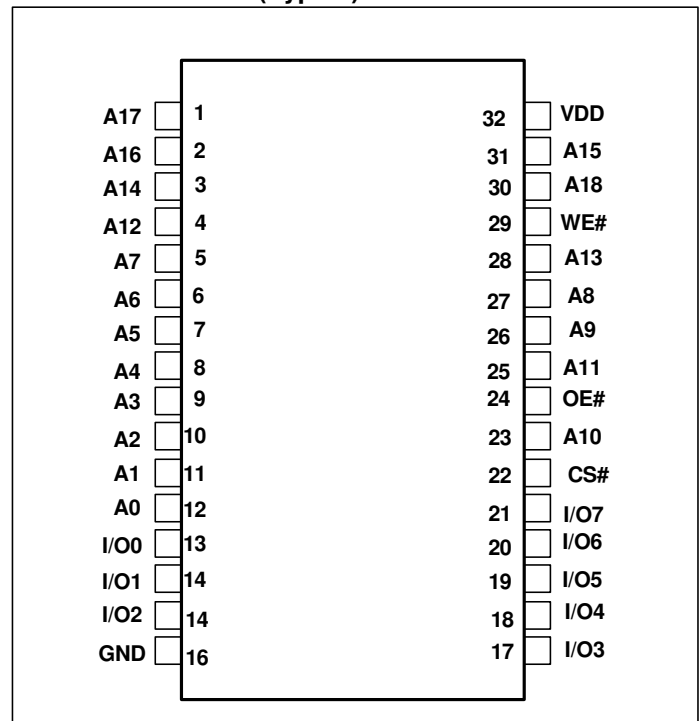 A17 1 32 VDD
A16 2 31 A15
A14 3 30 A18
A12 4 29 WE#
A7 5 28 A13
A6 6 27 A8
A5 7 26 A9
A4 8 25 A11
A3 9 24 OE#
A2 10 23 A10
A1 11 22 CS#
A0 12 21 I/O7
I/O0 13 20 I/O6
I/O1 14 19 I/O5
I/O2 14 18 I/O4
GND 16 17 I/O3